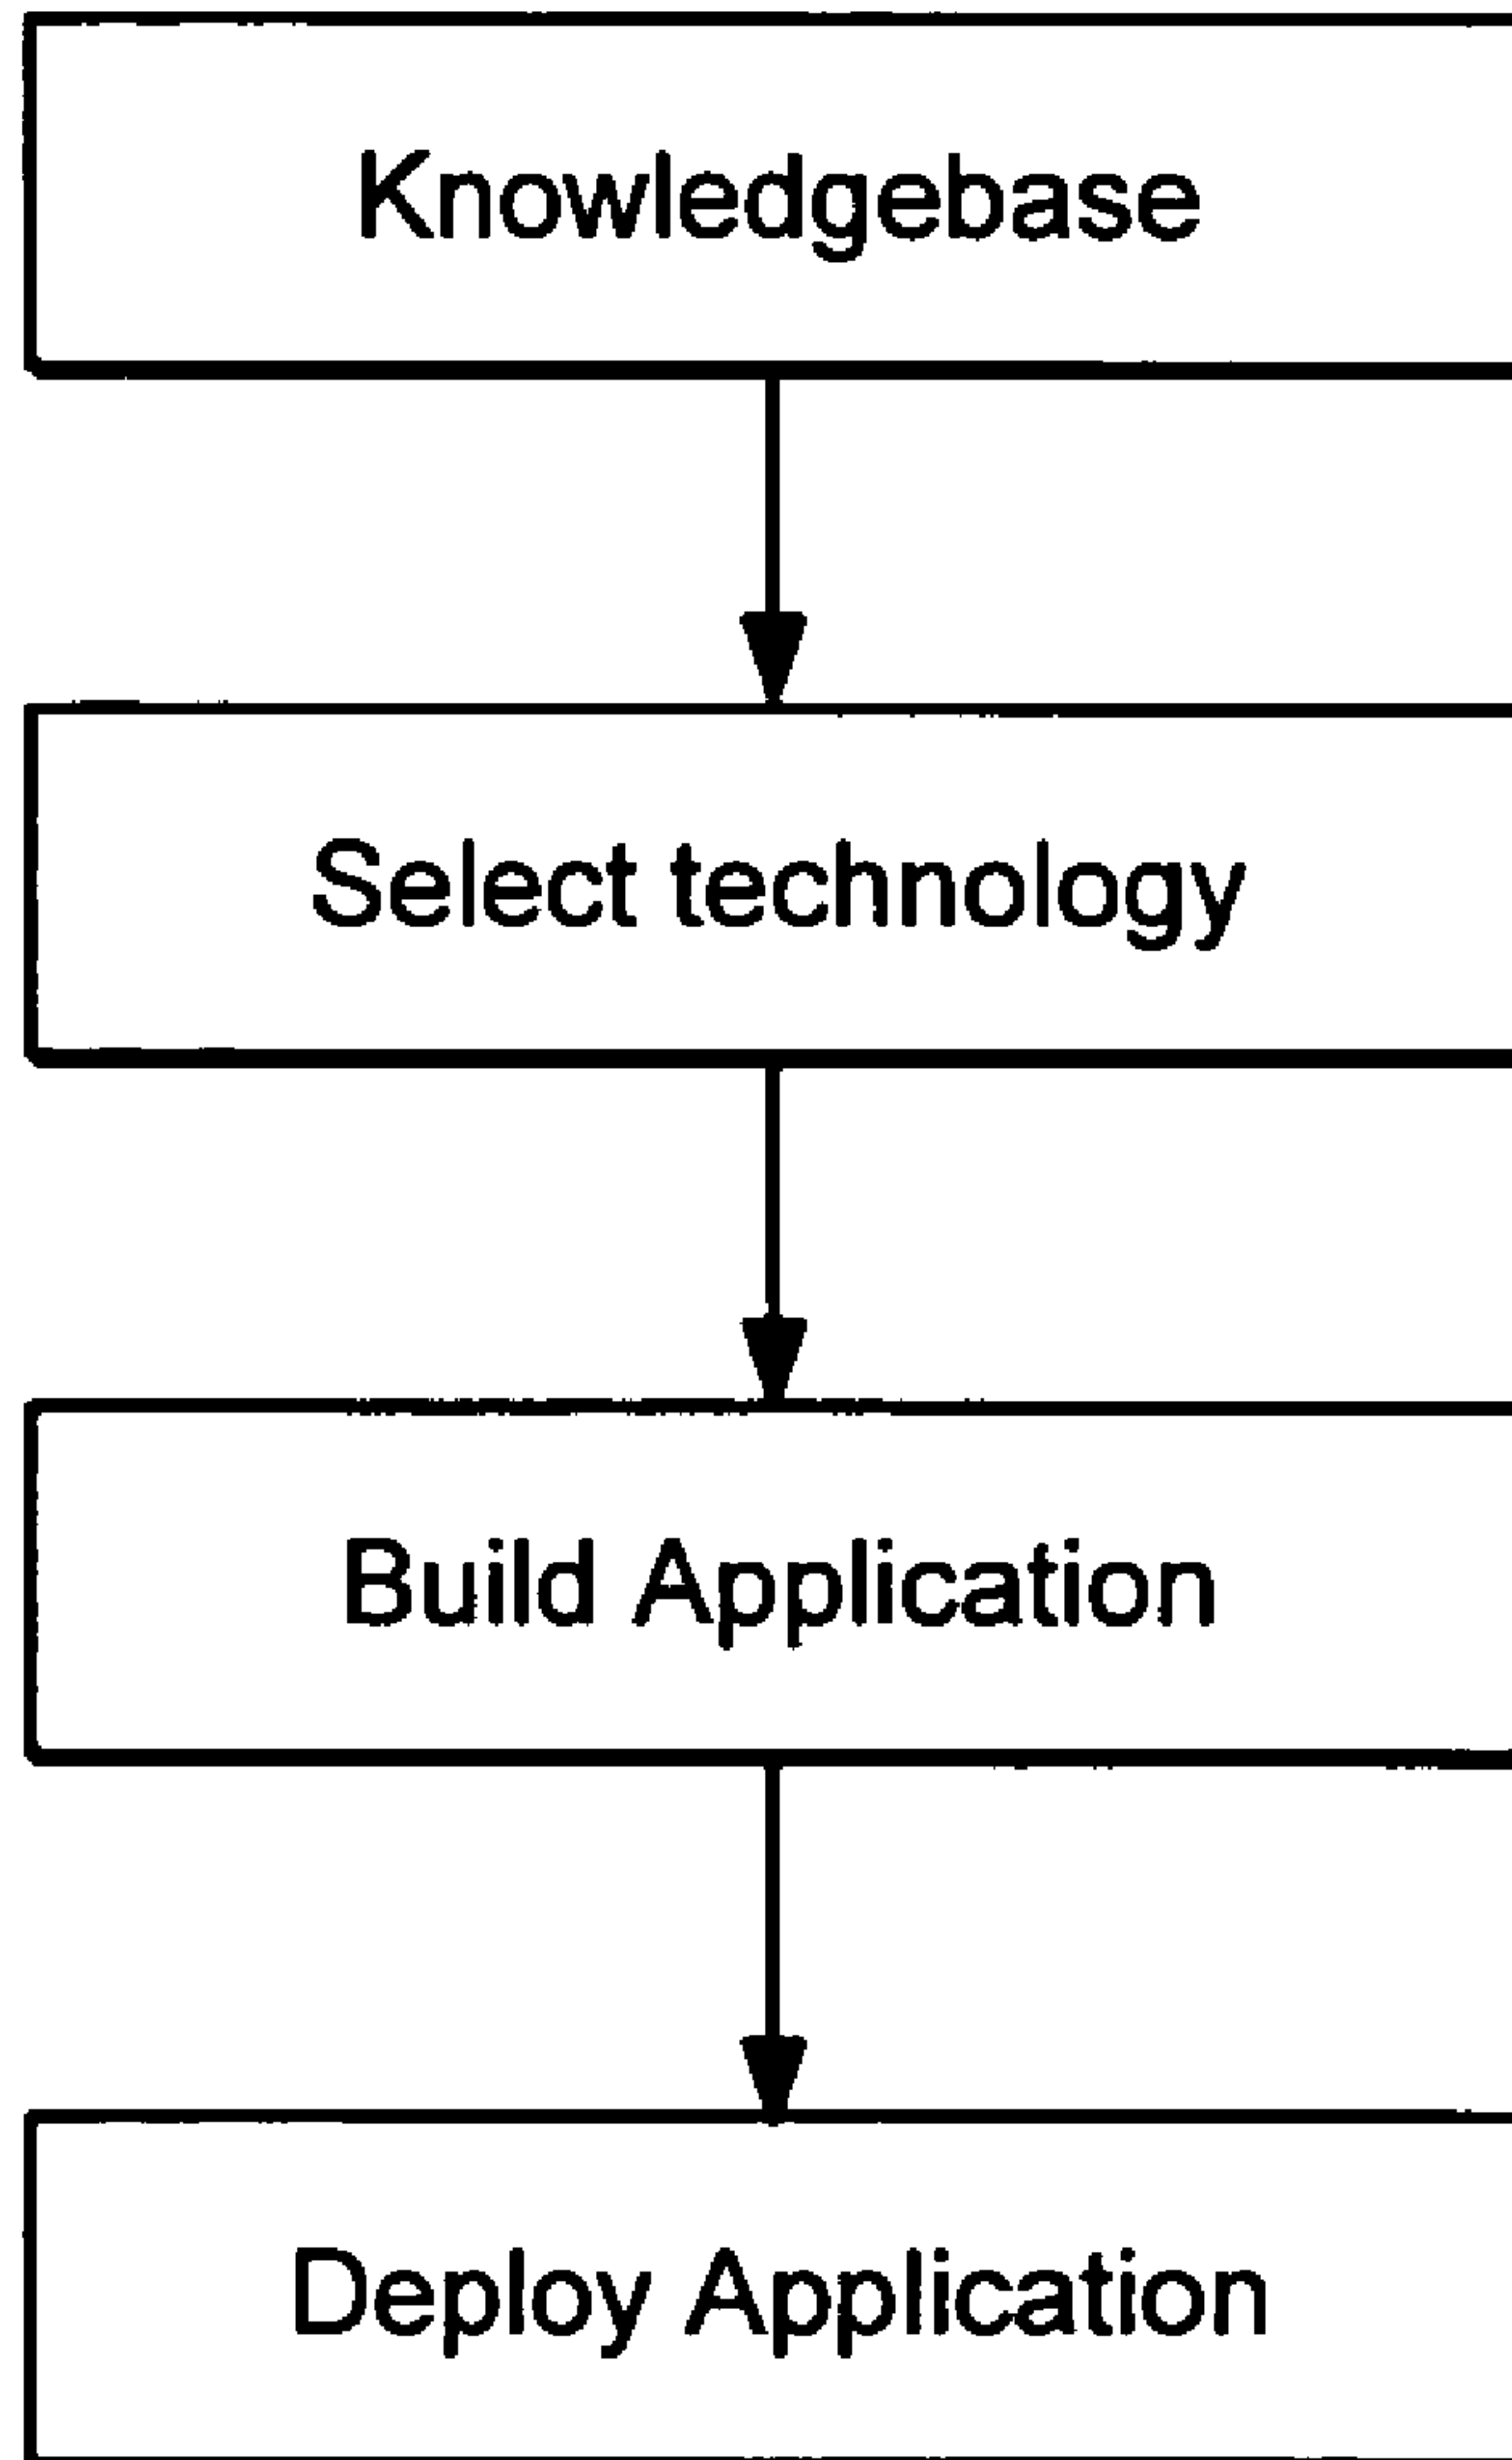 Knowledgebase
Select technology
Build Application
Deploy Application